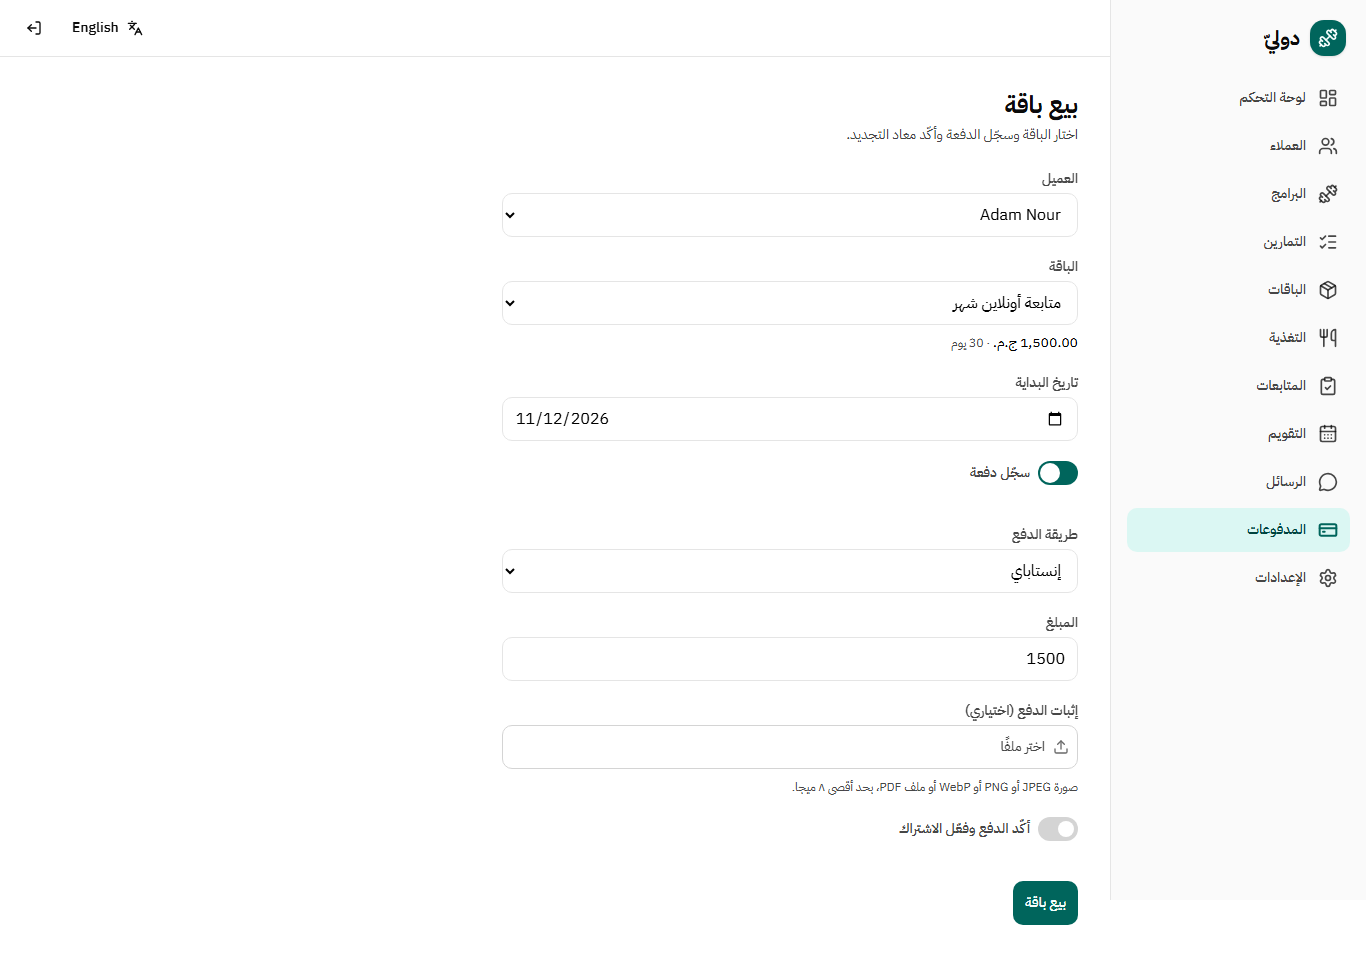 دوليّ
لوحة التحكم
العملاء
البرامج
التمارين
الباقات
التغذية
المتابعات
التقويم
الرسائل
المدفوعات
الإعدادات
English
بيع باقة
اختار الباقة وسجّل الدفعة وأكّد معاد التجديد.
العميل
Adam Nour
الباقة
متابعة أونلاين شهر
1,500.00 ج.م.‏ · 30 يوم
تاريخ البداية
11/12/2026
سجّل دفعة
طريقة الدفع
إنستاباي
المبلغ
1500
إثبات الدفع (اختياري)
اختر ملفًا
صورة JPEG أو PNG أو WebP أو ملف PDF، بحد أقصى ٨ ميجا.
أكّد الدفع وفعّل الاشتراك
بيع باقة